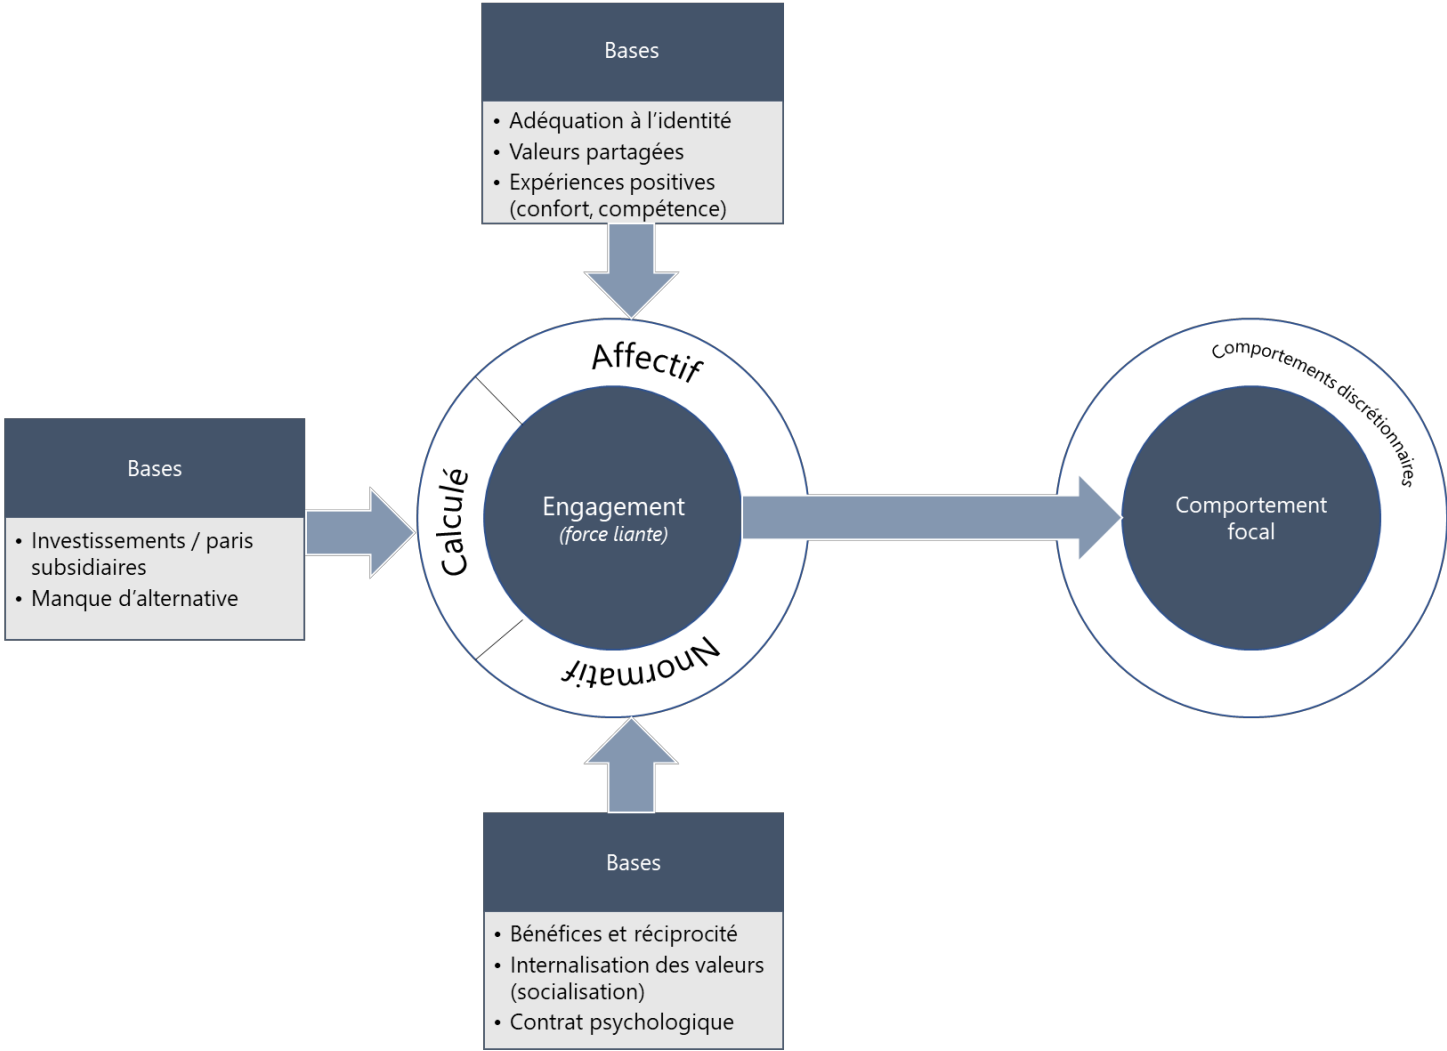 Bases
• Adéquation à l’identité
• Valeurs partagées
• Expériences positives
(confort, compétence)
Bases
• Investissements / paris
subsidiaires
• Manque d’alternative
Affectif
Calculé
Nnormatif
Engagement
(force liante)
Comportements discrétionnaires
Comportement
focal
Bases
• Bénéfices et réciprocité
• Internalisation des valeurs
(socialisation)
• Contrat psychologique